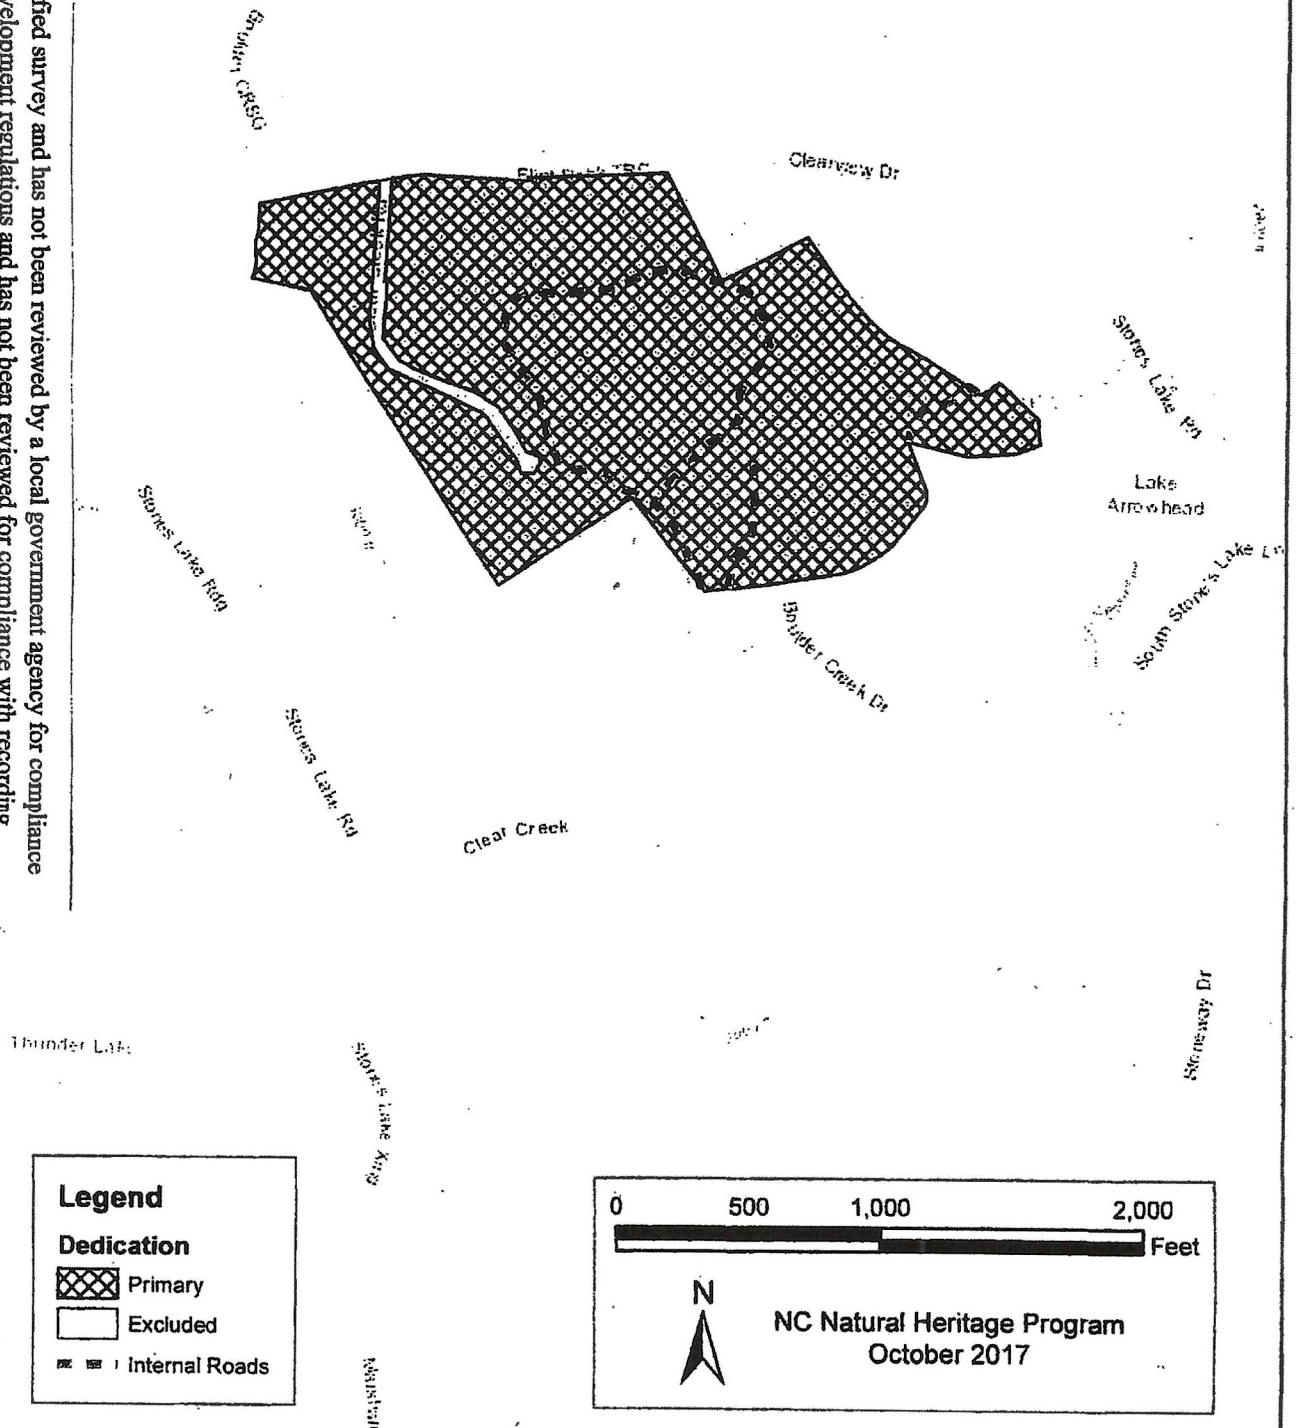 fied survey and has not been reviewed by a local government agency for compliance
velopment regulations and has not been reviewed for compliance with recording
Clearview Dr
Stones Lake Rd
Lake
Arrowhead
South Stone's Lake Ln
Stones Lake Rd
Boulder Creek Dr
Stones Lake Rd
Clear Creek
Stoneway Dr
Thunder Lake
Stones Lake
Legend
Dedication
Primary
Excluded
Internal Roads
0 500 1,000 2,000
Feet
N
NC Natural Heritage Program
October 2017